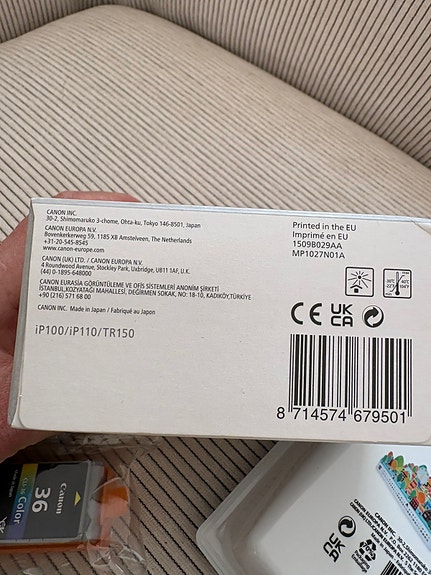 CANON INC.
30-2, Shimomaruko 3-chome, Ohta-ku, Tokyo 146-8501, Japan
CANON EUROPA N.V.
Bovenkerkerweg 59, 1185 XB Amstelveen, The Netherlands
+31-20-545-8545
www.canon-europe.com
CANON (UK) LTD. / CANON EUROPA N.V.
4 Roundwood Avenue, Stockley Park, Uxbridge, UB11 1AF, U.K.
(44) 0-1895-648000
CANON EURASIA GÖRÜNTÜLEME VE OFİS SİSTEMLERİ ANONİM ŞİRKETİ
İSTANBUL,KOZYATAĞI MAHALLESİ, DEĞİRMEN SOKAK, NO: 18-10, KADIKÖY,TÜRKİYE
+90 (216) 571 68 00
CANON INC. Made in Japan / Fabriqué au Japon
iP100/iP110/TR150
Printed in the EU
Imprimé en EU
1509B029AA
MP1027N01A
CE UK CA
8 714574 679501
Canon
36
Color
CANON INC.
CANON EUROPA N.V.
UK CA